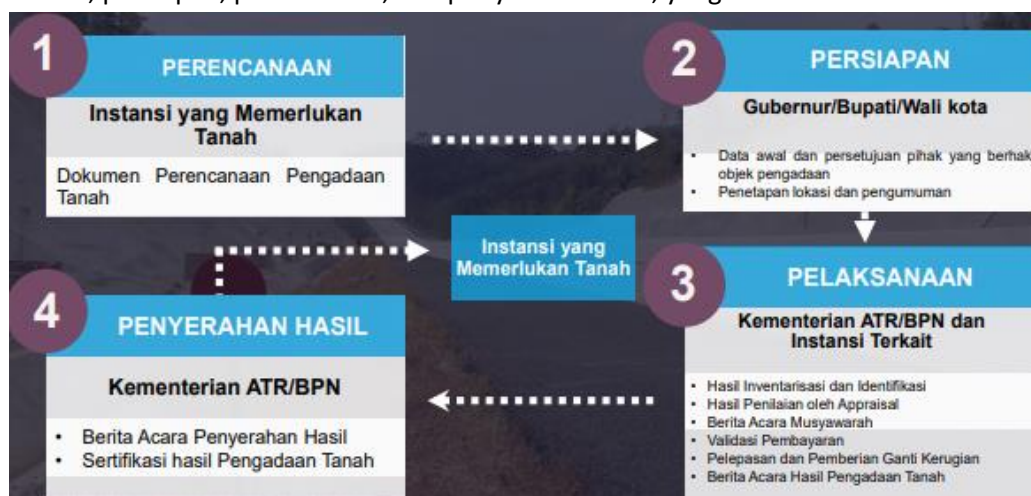 1
PERENCANAAN
Instansi yang Memerlukan
Tanah
Dokumen Perencanaan Pengadaan
Tanah
2
PERSIAPAN
Gubernur/Bupati/Wali kota
• Data awal dan persetujuan pihak yang berhak
objek pengadaan
• Penetapan lokasi dan pengumuman
Instansi yang
Memerlukan Tanah
3
PELAKSANAAN
Kementerian ATR/BPN dan
Instansi Terkait
• Hasil Inventarisasi dan Identifikasi
• Hasil Penilaian oleh Appraisal
• Berita Acara Musyawarah
• Validasi Pembayaran
• Pelepasan dan Pemberian Ganti Kerugian
• Berita Acara Hasil Pengadaan Tanah
4
PENYERAHAN HASIL
Kementerian ATR/BPN
• Berita Acara Penyerahan Hasil
• Sertifikasi hasil Pengadaan Tanah